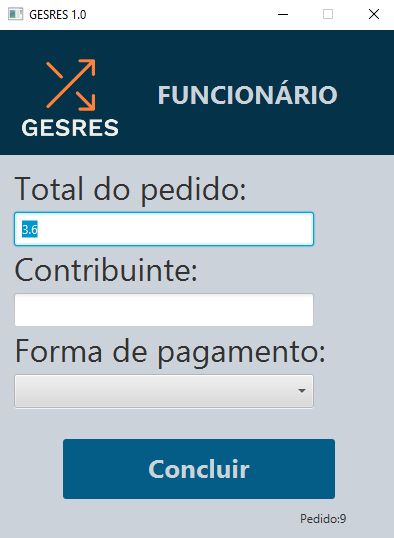 GESRES 1.0
GESRES
FUNCIONÁRIO
Total do pedido:
3.6
Contribuinte:
Forma de pagamento:
Concluir
Pedido:9